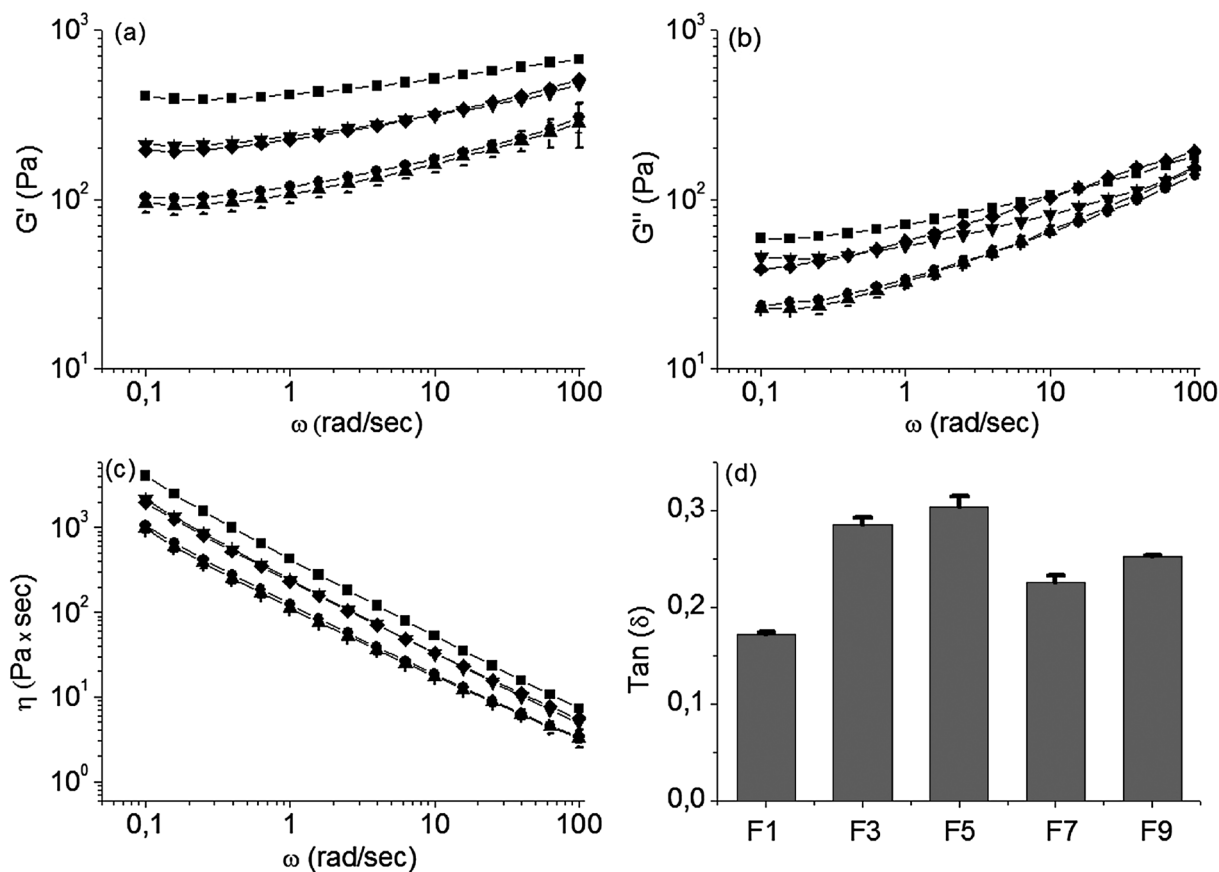 (a)
G' (Pa)
10³
10²
10¹
0,1 1 10 100
ω (rad/sec)
(b)
G'' (Pa)
10³
10²
10¹
0,1 1 10 100
ω (rad/sec)
(c)
η (Pa x sec)
10³
10²
10¹
10⁰
0,1 1 10 100
ω (rad/sec)
(d)
Tan (δ)
0,3
0,2
0,1
0,0
F1 F3 F5 F7 F9